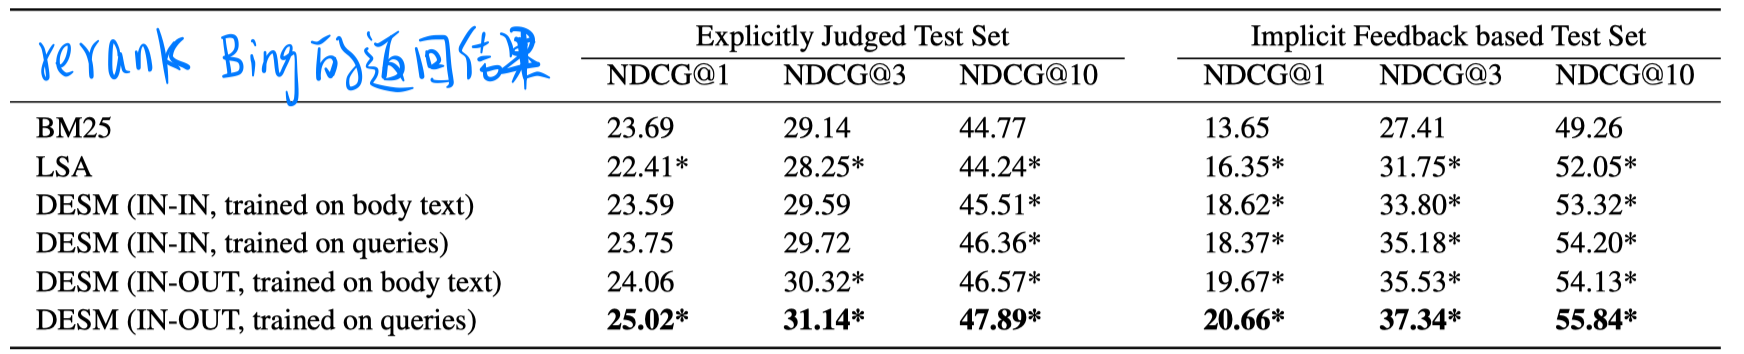 rerank Bing的返回结果
Explicitly Judged Test Set Implicit Feedback based Test Set
NDCG@1 NDCG@3 NDCG@10 NDCG@1 NDCG@3 NDCG@10
BM25 23.69 29.14 44.77 13.65 27.41 49.26
LSA 22.41* 28.25* 44.24* 16.35* 31.75* 52.05*
DESM (IN-IN, trained on body text) 23.59 29.59 45.51* 18.62* 33.80* 53.32*
DESM (IN-IN, trained on queries) 23.75 29.72 46.36* 18.37* 35.18* 54.20*
DESM (IN-OUT, trained on body text) 24.06 30.32* 46.57* 19.67* 35.53* 54.13*
DESM (IN-OUT, trained on queries) 25.02* 31.14* 47.89* 20.66* 37.34* 55.84*